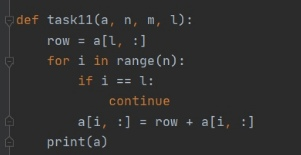 def task11(a, n, m, l):
    row = a[l, :]
    for i in range(n):
        if i == l:
            continue
        a[i, :] = row + a[i, :]
    print(a)